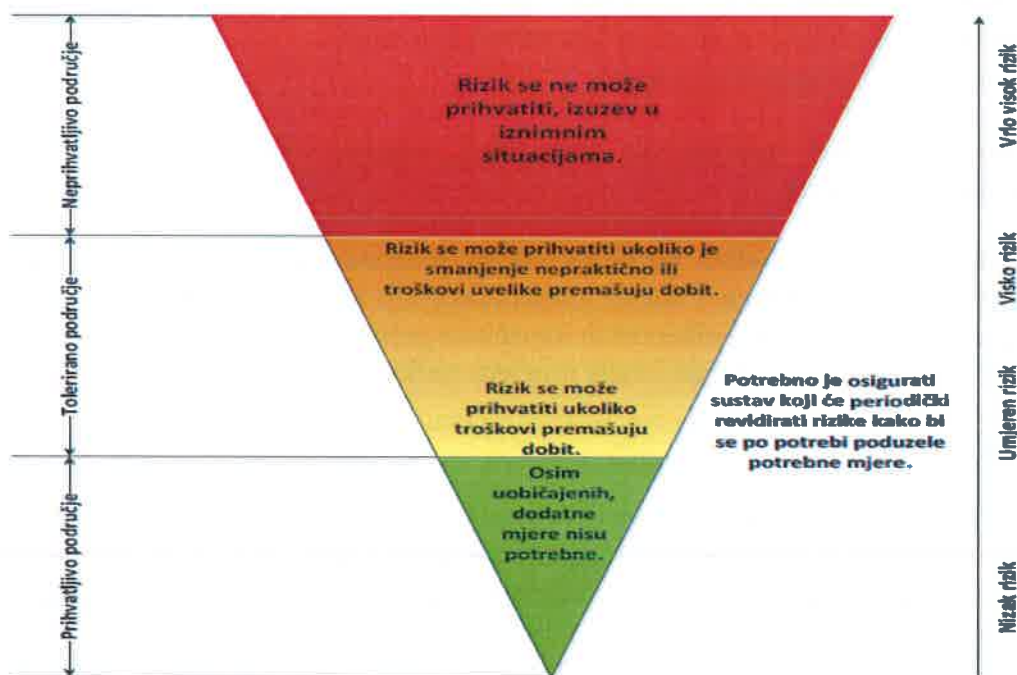 Neprihvatljivo područje
Tolerirano područje
Prihvatljivo područje
Rizik se ne može
prihvatiti, izuzev u
iznimnim
situacijama.
Rizik se može prihvatiti ukoliko je
smanjenje nepraktično ili
troškovi uvelike premašuju dobit.
Rizik se može
prihvatiti ukoliko
troškovi premašuju
dobit.
Osim
uobičajenih,
dodatne
mjere nisu
potrebne.
Potrebno je osigurati
sustav koji će periodički
revidirati rizike kako bi
se po potrebi poduzele
potrebne mjere.
Vrlo visok rizik
Visko rizik
Umjeren rizik
Nizak rizik